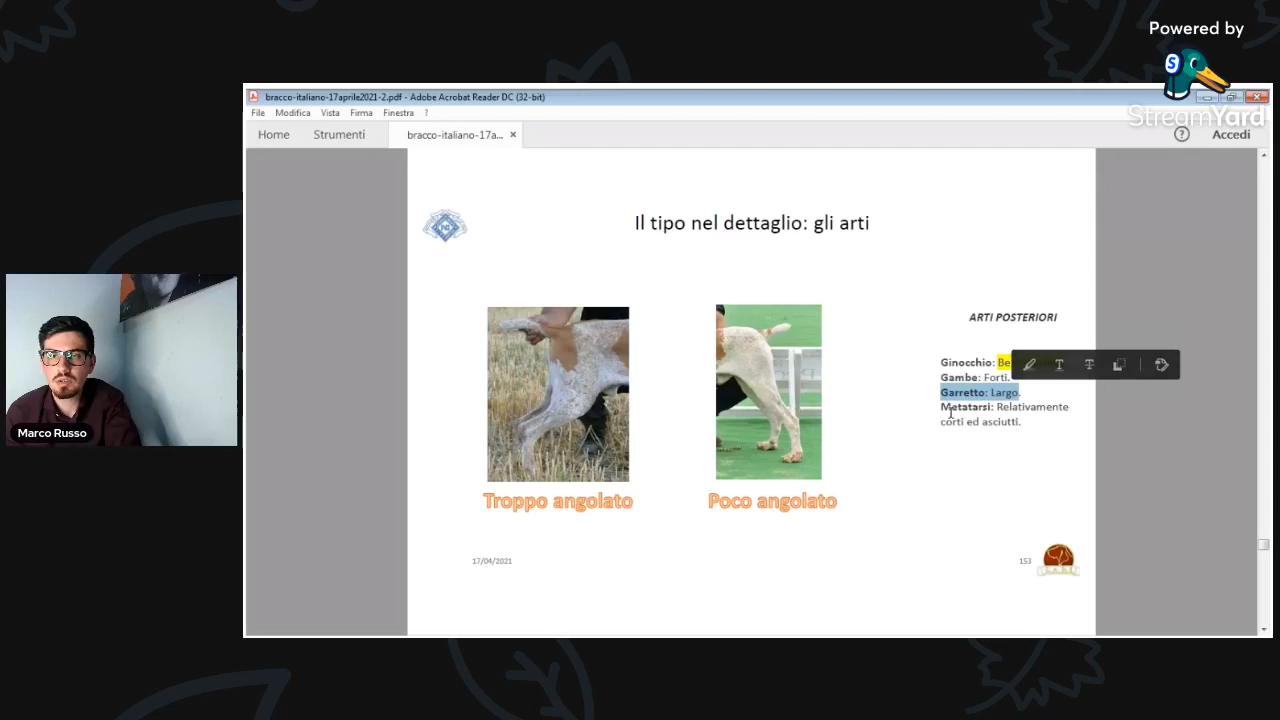 Powered by
StreamYard
bracco-italiano-17aprile2021-2.pdf - Adobe Acrobat Reader DC (32-bit)
File Modifica Vista Firma Finestra ?
Home Strumenti bracco-italiano-17a... × ? Accedi
Il tipo nel dettaglio: gli arti
ARTI POSTERIORI
Ginocchio: Be
Gambe: Forti.
Garretto: Largo.
Metatarsi: Relativamente
corti ed asciutti.
Troppo angolato
Poco angolato
17/04/2021
153
Marco Russo